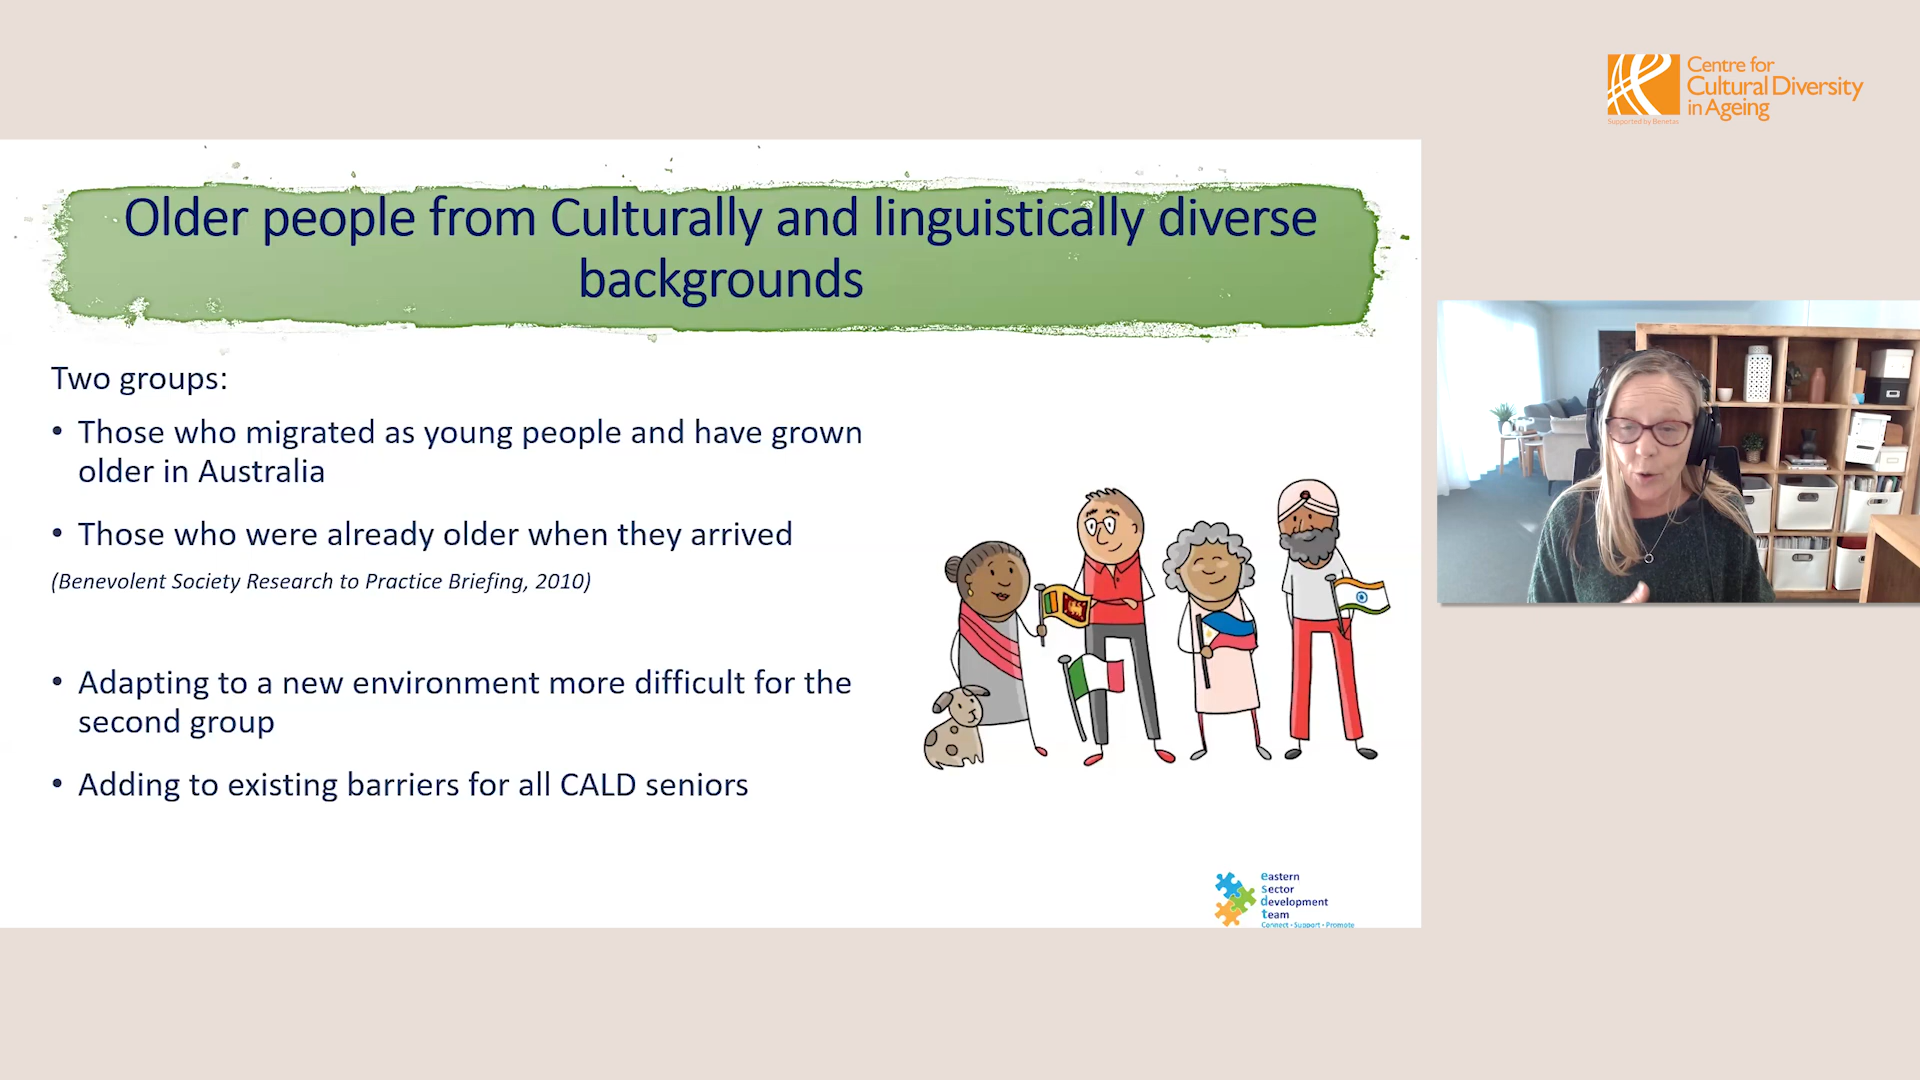 Centre for
Cultural Diversity
in Ageing
Supported by Benetas
Older people from Culturally and linguistically diverse
backgrounds
Two groups:
• Those who migrated as young people and have grown
older in Australia
• Those who were already older when they arrived
(Benevolent Society Research to Practice Briefing, 2010)
• Adapting to a new environment more difficult for the
second group
• Adding to existing barriers for all CALD seniors
eastern
Sector
development
team
Connect - Support - Promote